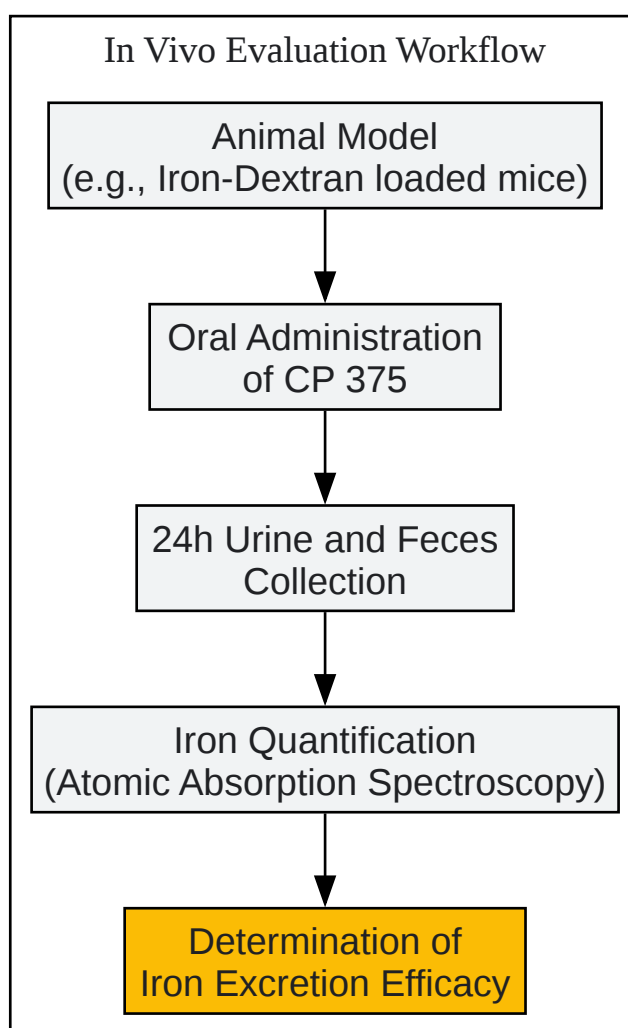 In Vivo Evaluation Workflow
Animal Model
(e.g., Iron-Dextran loaded mice)
Oral Administration
of CP 375
24h Urine and Feces
Collection
Iron Quantification
(Atomic Absorption Spectroscopy)
Determination of
Iron Excretion Efficacy